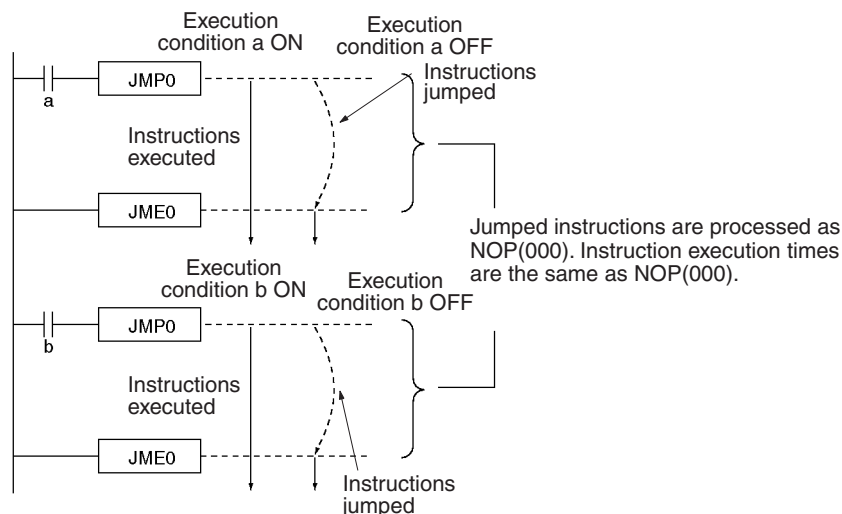 Execution
condition a ON
Execution
condition a OFF
JMP0
a
Instructions
jumped
Instructions
executed
JME0
Jumped instructions are processed as
NOP(000). Instruction execution times
are the same as NOP(000).
Execution
condition b ON
Execution
condition b OFF
JMP0
b
Instructions
executed
JME0
Instructions
jumped